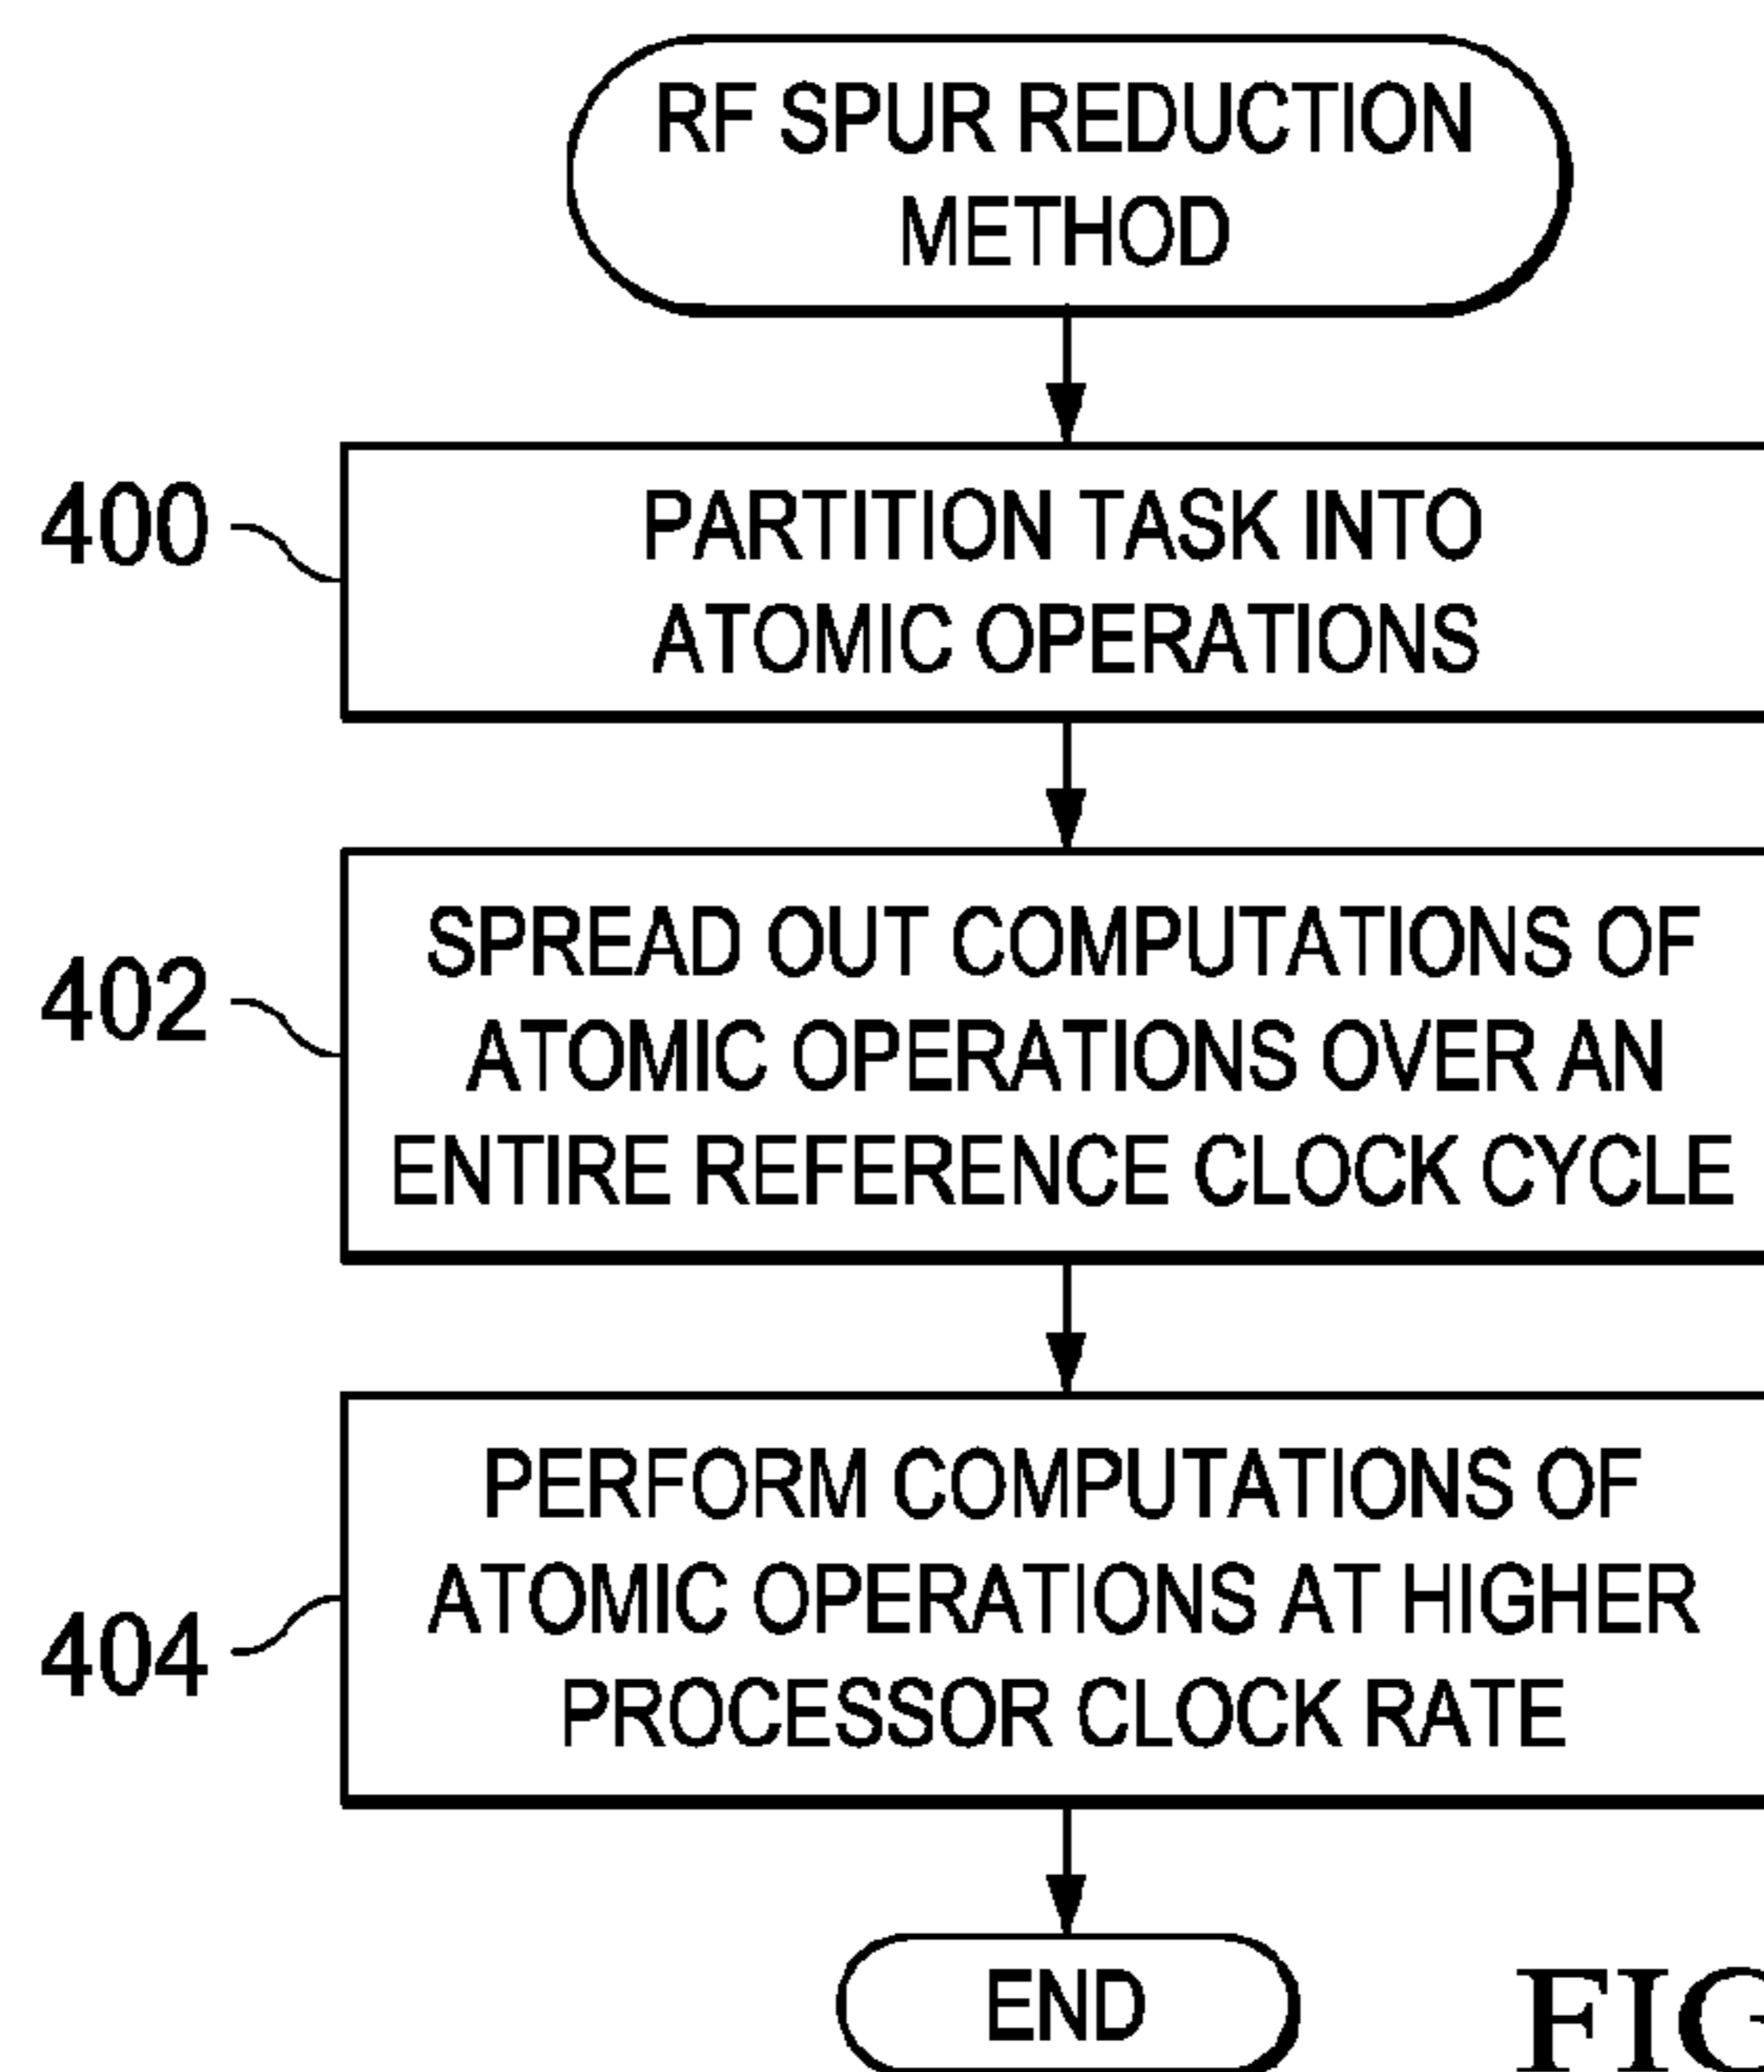 RF SPUR REDUCTION
METHOD
400
PARTITION TASK INTO
ATOMIC OPERATIONS
402
SPREAD OUT COMPUTATIONS OF
ATOMIC OPERATIONS OVER AN
ENTIRE REFERENCE CLOCK CYCLE
404
PERFORM COMPUTATIONS OF
ATOMIC OPERATIONS AT HIGHER
PROCESSOR CLOCK RATE
END
FIG